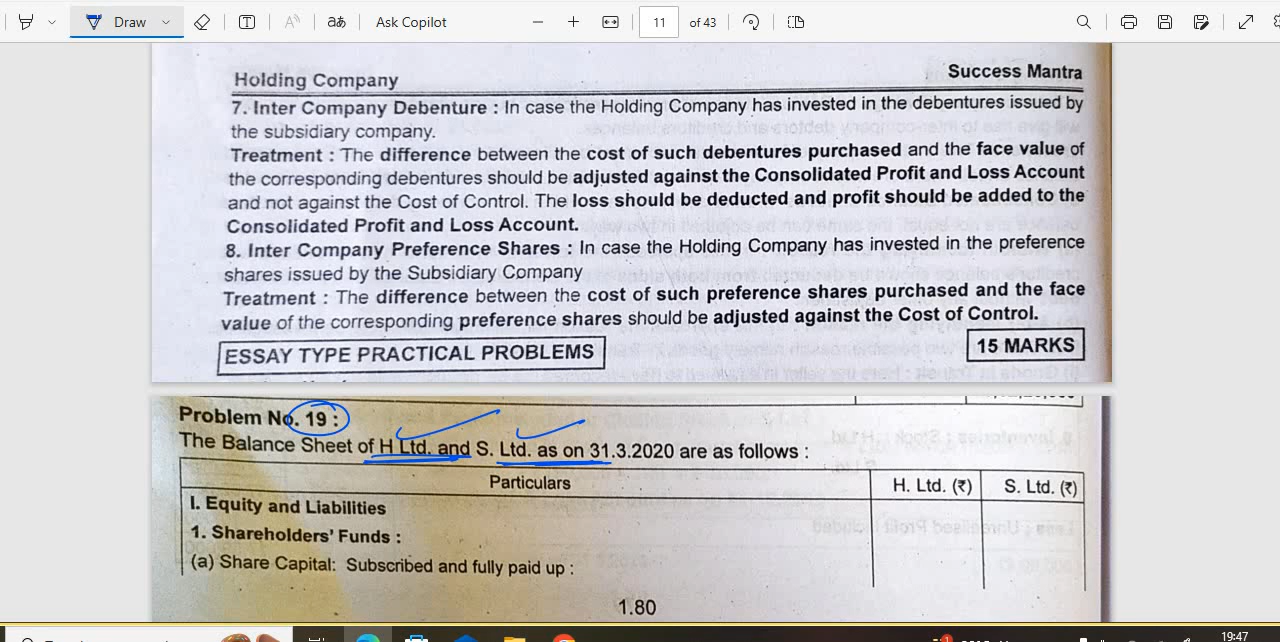 Draw
aあ
Ask Copilot
11 of 43
Holding Company Success Mantra
7. Inter Company Debenture : In case the Holding Company has invested in the debentures issued by
the subsidiary company.
Treatment : The difference between the cost of such debentures purchased and the face value of
the corresponding debentures should be adjusted against the Consolidated Profit and Loss Account
and not against the Cost of Control. The loss should be deducted and profit should be added to the
Consolidated Profit and Loss Account.
8. Inter Company Preference Shares : In case the Holding Company has invested in the preference
shares issued by the Subsidiary Company
Treatment : The difference between the cost of such preference shares purchased and the face
value of the corresponding preference shares should be adjusted against the Cost of Control.
ESSAY TYPE PRACTICAL PROBLEMS 15 MARKS
Problem No. 19 :
The Balance Sheet of H Ltd. and S. Ltd. as on 31.3.2020 are as follows :
Particulars H. Ltd. (₹) S. Ltd. (₹)
I. Equity and Liabilities
1. Shareholders' Funds :
(a) Share Capital: Subscribed and fully paid up :
1.80
19:47